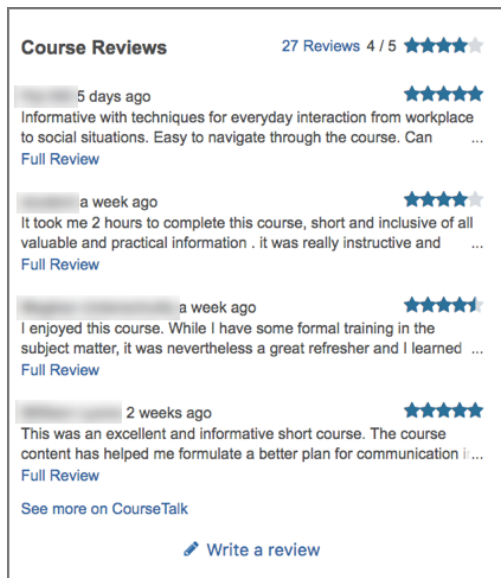 Course Reviews 27 Reviews 4 / 5
5 days ago
Informative with techniques for everyday interaction from workplace
to social situations. Easy to navigate through the course. Can ...
Full Review
a week ago
It took me 2 hours to complete this course, short and inclusive of all
valuable and practical information . it was really instructive and ...
Full Review
a week ago
I enjoyed this course. While I have some formal training in the
subject matter, it was nevertheless a great refresher and I learned ...
Full Review
2 weeks ago
This was an excellent and informative short course. The course
content has helped me formulate a better plan for communication ...
Full Review
See more on CourseTalk
Write a review